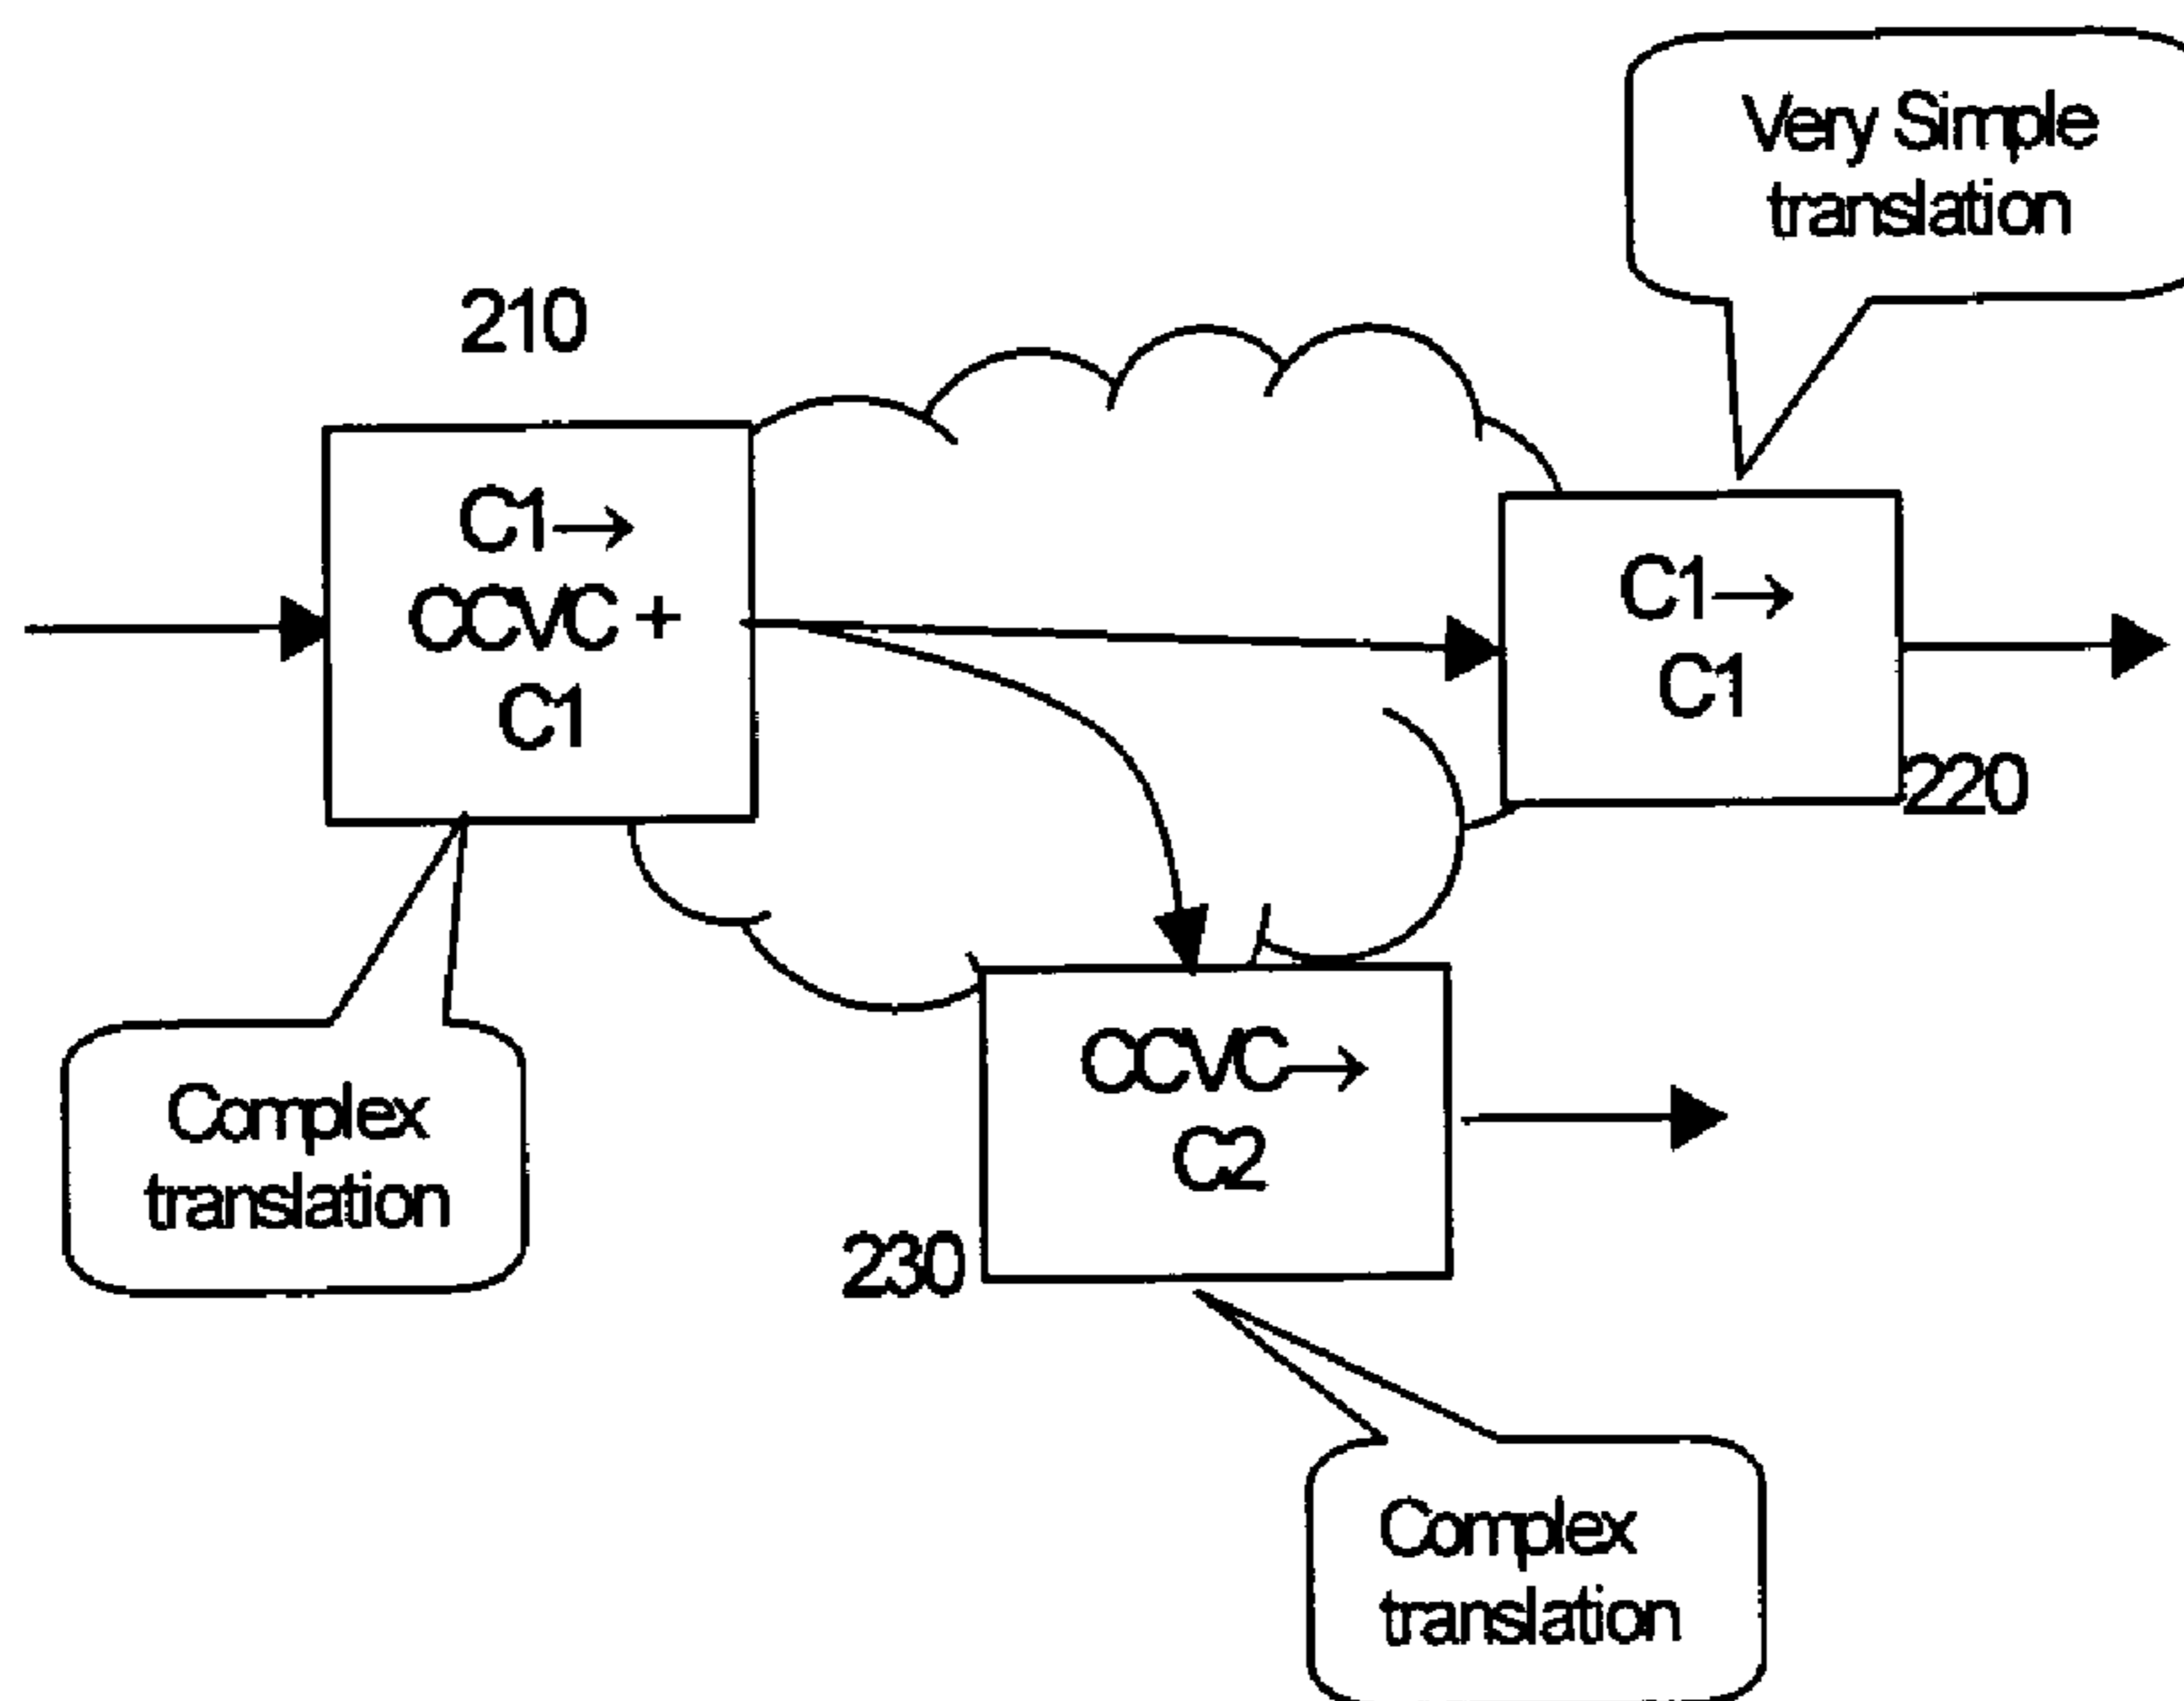 Very Simple
translation
210
C1→
CCVC +
C1
C1→
C1
220
Complex
translation
CCVC→
C2
230
Complex
translation